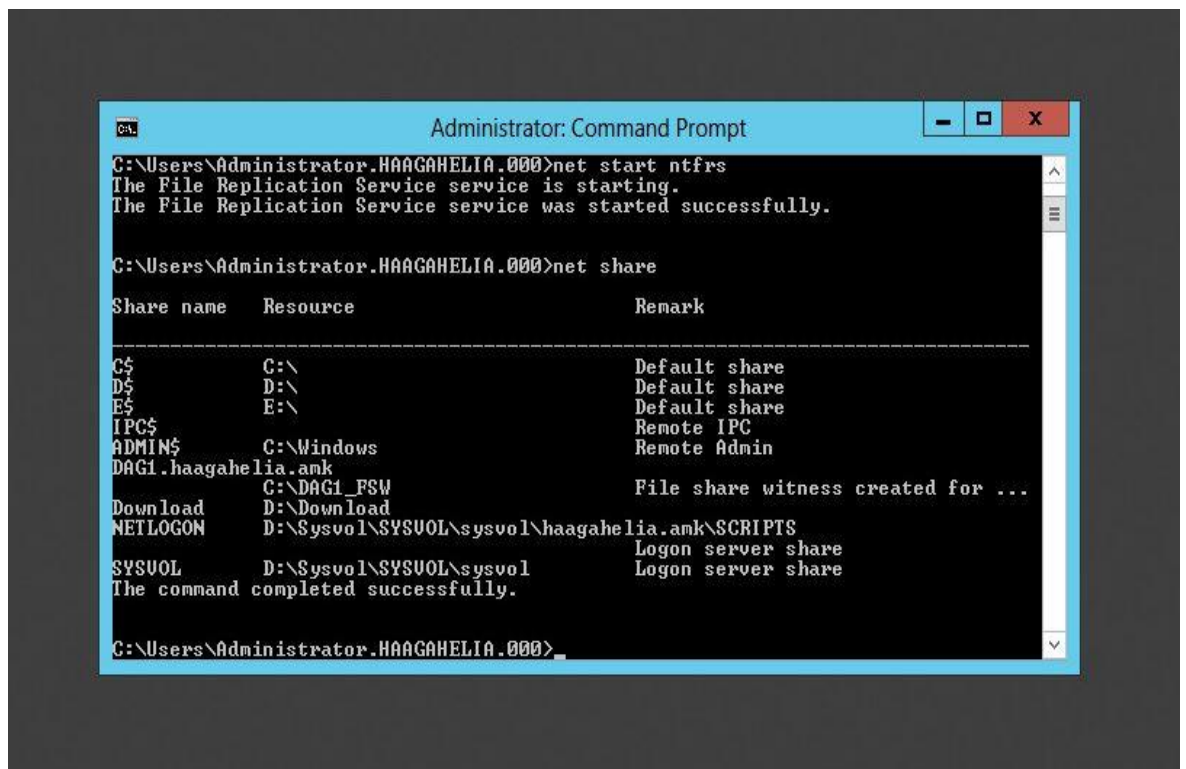 Administrator: Command Prompt
C:\Users\Administrator.HAAGAHELIA.000>net start ntfrs
The File Replication Service service is starting.
The File Replication Service service was started successfully.
C:\Users\Administrator.HAAGAHELIA.000>net share
Share name Resource Remark
-------------------------------------------------------------------------------
C$ C:\ Default share
D$ D:\ Default share
E$ E:\ Default share
IPC$ Remote IPC
ADMIN$ C:\Windows Remote Admin
DAG1.haagahelia.amk
C:\DAG1_FSW File share witness created for ...
Download D:\Download
NETLOGON D:\Sysvol\SYSVOL\sysvol\haagahelia.amk\SCRIPTS
Logon server share
SYSVOL D:\Sysvol\SYSVOL\sysvol Logon server share
The command completed successfully.
C:\Users\Administrator.HAAGAHELIA.000>_